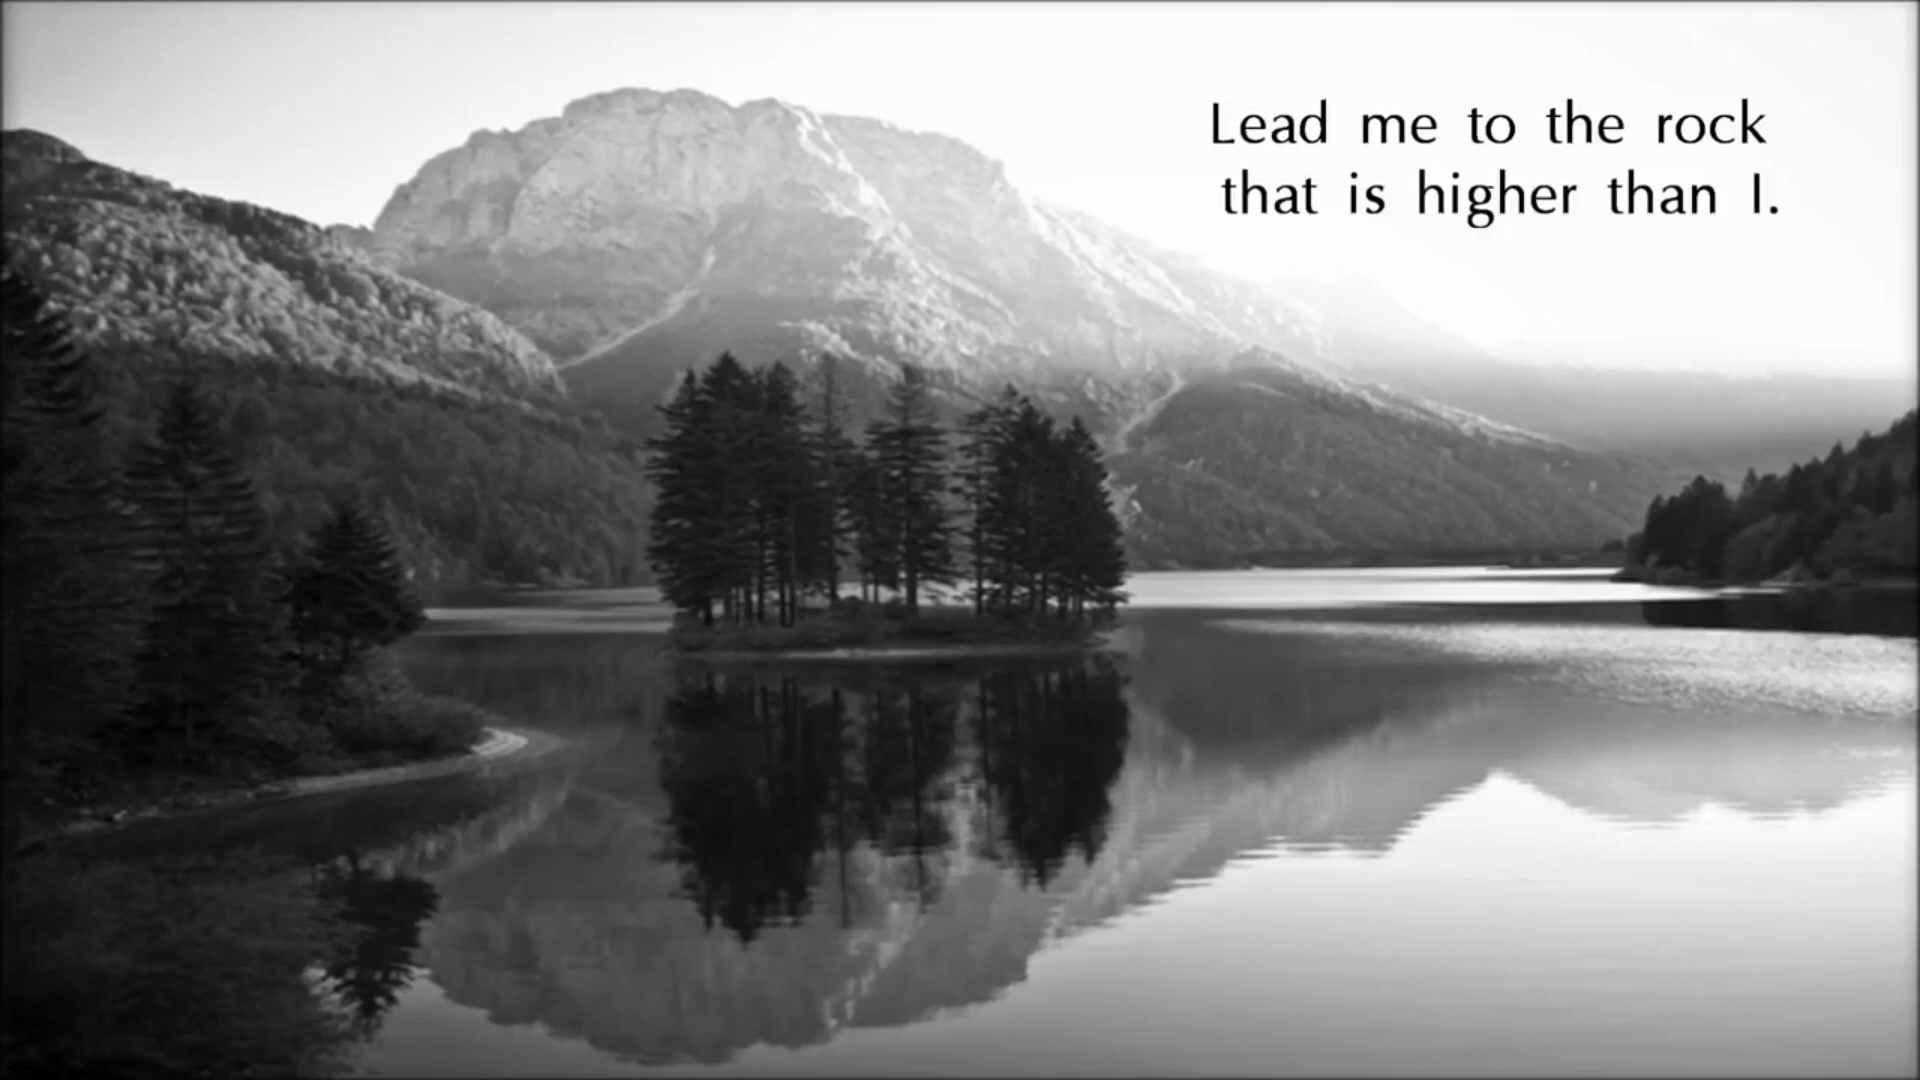 Lead me to the rock
that is higher than I.